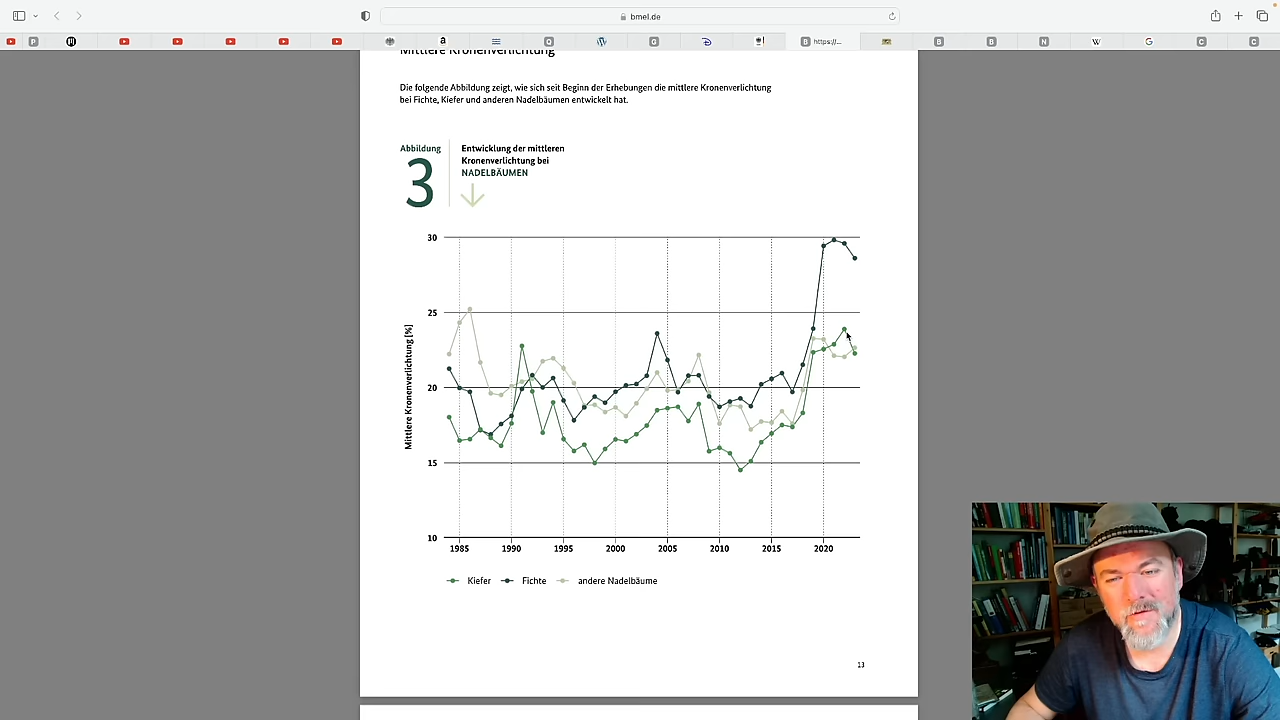 bmel.de
https://...
Mittlere Kronenverlichtung
Die folgende Abbildung zeigt, wie sich seit Beginn der Erhebungen die mittlere Kronenverlichtung
bei Fichte, Kiefer und anderen Nadelbäumen entwickelt hat.
Abbildung
3
Entwicklung der mittleren
Kronenverlichtung bei
NADELBÄUMEN
Mittlere Kronenverlichtung [%]
30
25
20
15
10
1985 1990 1995 2000 2005 2010 2015 2020
Kiefer Fichte andere Nadelbäume
13